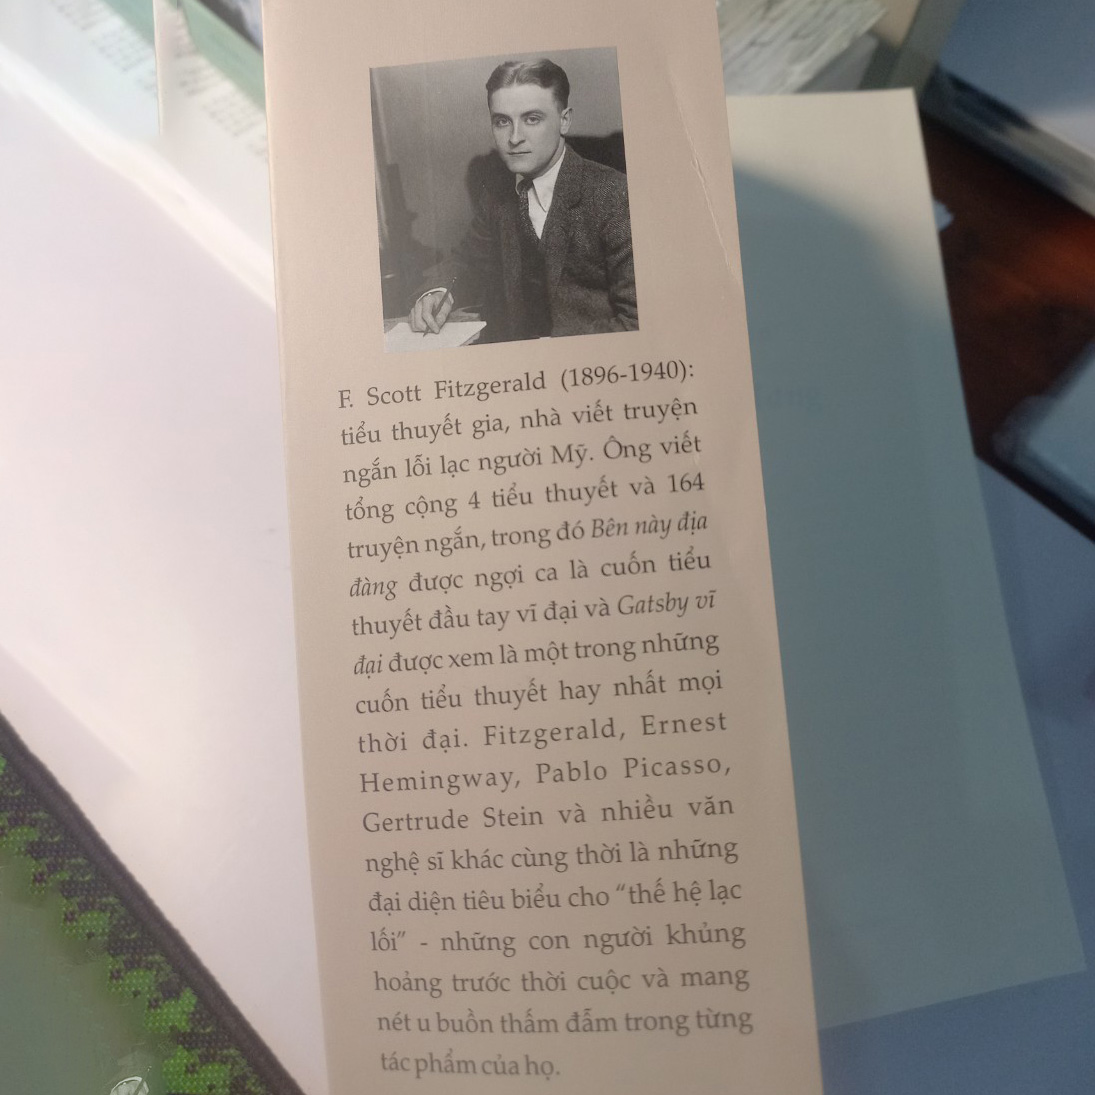 F. Scott Fitzgerald (1896-1940):
tiểu thuyết gia, nhà viết truyện
ngắn lỗi lạc người Mỹ. Ông viết
tổng cộng 4 tiểu thuyết và 164
truyện ngắn, trong đó Bên này địa
đàng được ngợi ca là cuốn tiểu
thuyết đầu tay vĩ đại và Gatsby vĩ
đại được xem là một trong những
cuốn tiểu thuyết hay nhất mọi
thời đại. Fitzgerald, Ernest
Hemingway, Pablo Picasso,
Gertrude Stein và nhiều văn
nghệ sĩ khác cùng thời là những
đại diện tiêu biểu cho “thế hệ lạc
lối” - những con người khủng
hoảng trước thời cuộc và mang
nét u buồn thấm đẫm trong từng
tác phẩm của họ.